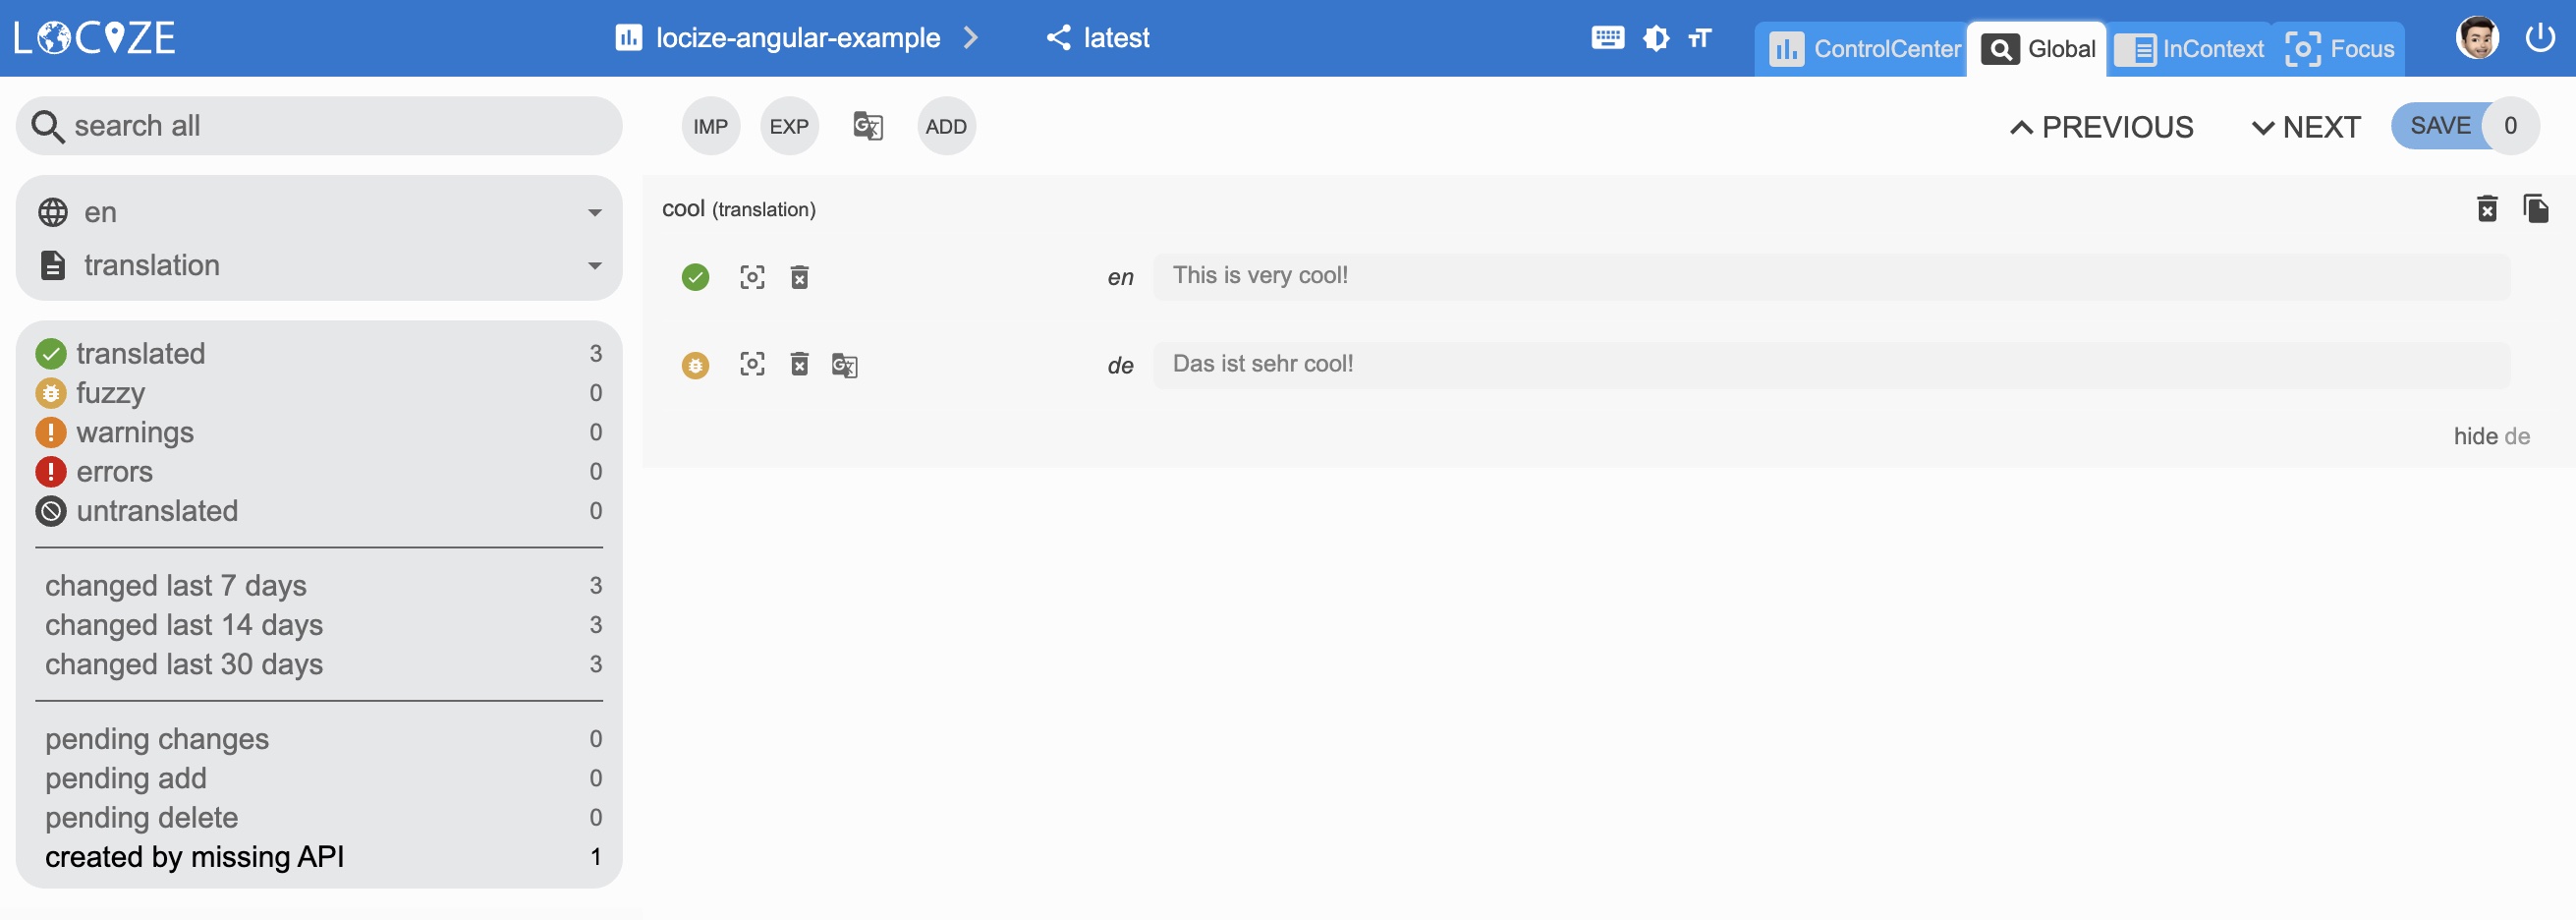 LOCIZE
locize-angular-example
latest
ControlCenter
Global
InContext
Focus
search all
IMP
EXP
ADD
PREVIOUS
NEXT
SAVE 0
en
translation
translated 3
fuzzy 0
warnings 0
errors 0
untranslated 0
changed last 7 days 3
changed last 14 days 3
changed last 30 days 3
pending changes 0
pending add 0
pending delete 0
created by missing API 1
cool (translation)
en This is very cool!
de Das ist sehr cool!
hide de